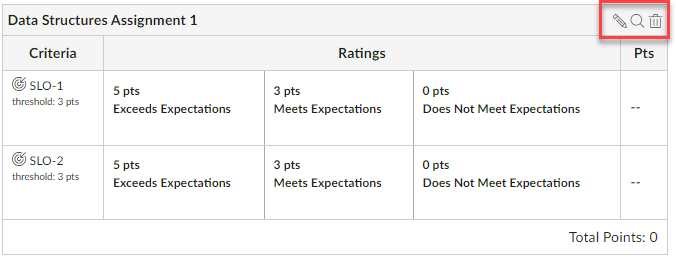 Data Structures Assignment 1
Criteria Ratings Pts
SLO-1
threshold: 3 pts
5 pts
Exceeds Expectations
3 pts
Meets Expectations
0 pts
Does Not Meet Expectations
--
SLO-2
threshold: 3 pts
5 pts
Exceeds Expectations
3 pts
Meets Expectations
0 pts
Does Not Meet Expectations
--
Total Points: 0